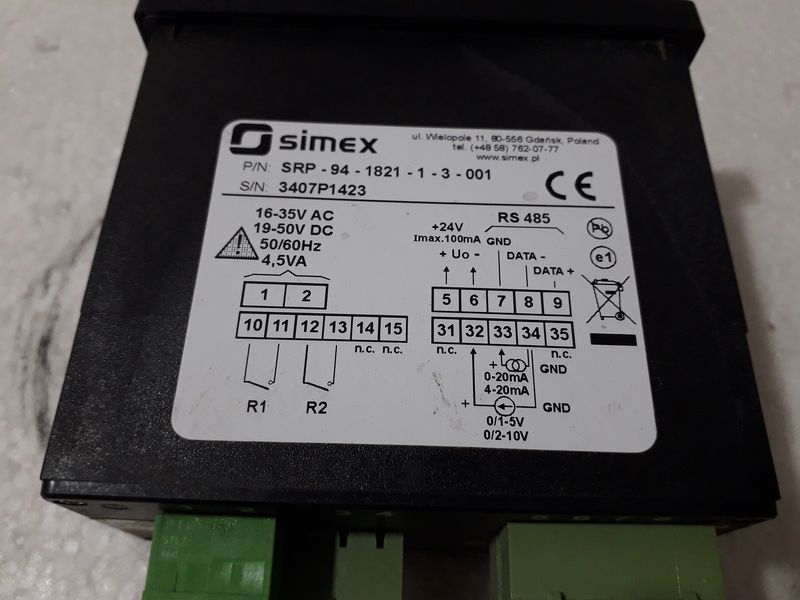 simex
ul. Wielopole 11, 80-556 Gdańsk, Poland
tel. (+48 58) 762-07-77
www.simex.pl
P/N: SRP - 94 - 1821 - 1 - 3 - 001
S/N: 3407P1423
CE
16-35V AC
19-50V DC
50/60Hz
4,5VA
+24V
Imax.100mA
+ Uo -
RS 485
GND
DATA -
DATA +
Pb
e1
1 2
5 6 7 8 9
10 11 12 13 14 15
31 32 33 34 35
n.c. n.c.
n.c.
n.c.
R1 R2
+
0-20mA
4-20mA
GND
+
GND
0/1-5V
0/2-10V